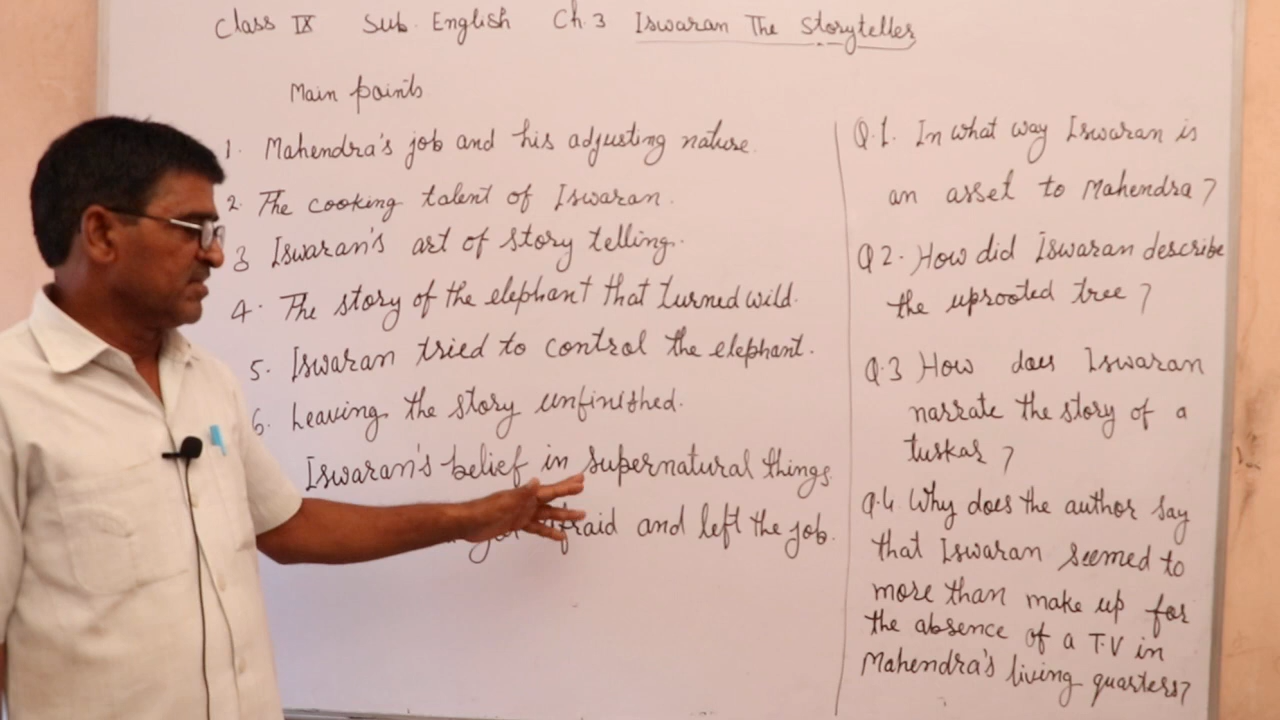 Class IX Sub. English Ch.3 Iswaran The Storyteller
Main points
1. Mahendra's job and his adjusting nature.
2. The cooking talent of Iswaran.
3 Iswaran's art of story telling.
4. The story of the elephant that turned wild.
5. Iswaran tried to control the elephant.
6. Leaving the story unfinished.
Iswaran's belief in supernatural things.
afraid and left the job.
Q.1. In what way Iswaran is
an asset to Mahendra?
Q2. How did Iswaran describe
the uprooted tree?
Q.3 How does Iswaran
narrate the story of a
tuskar?
Q.4. Why does the author say
that Iswaran seemed to
more than make up for
the absence of a T.V in
Mahendra's living quarters?